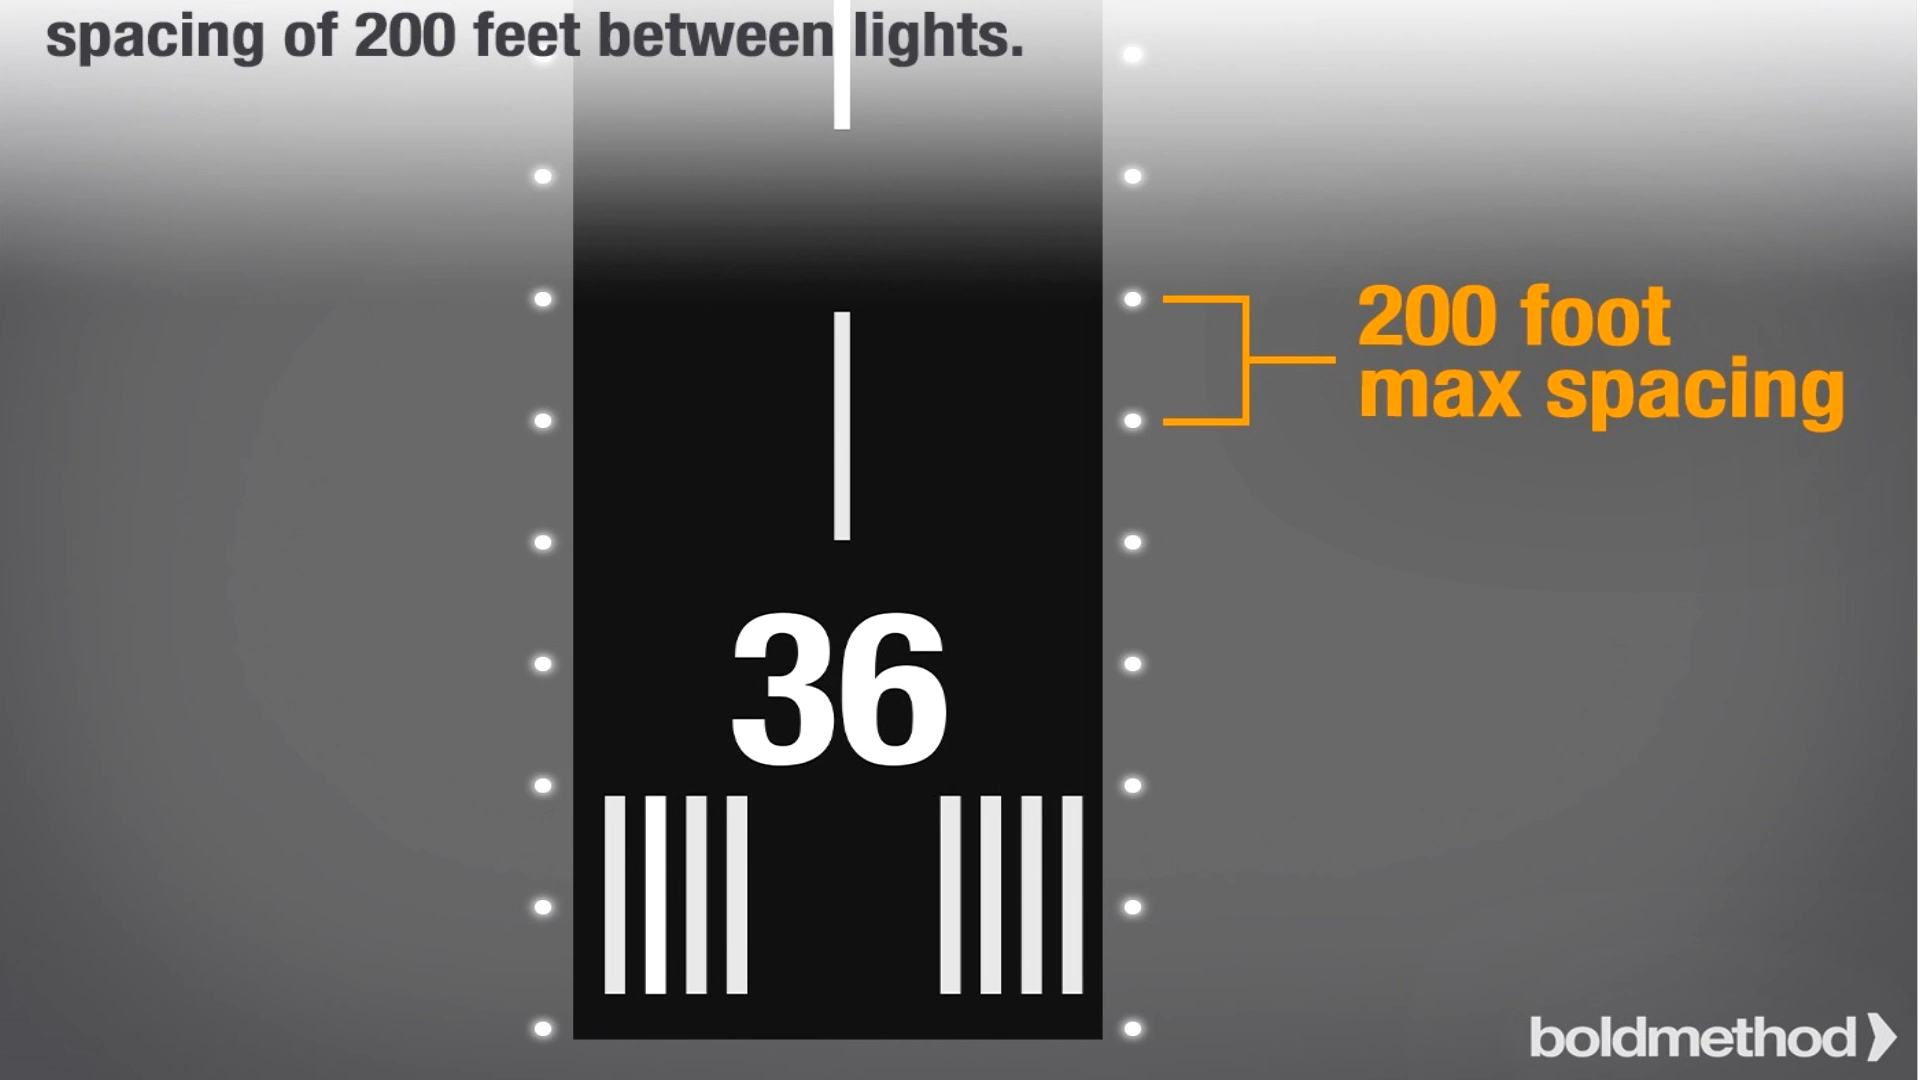 spacing of 200 feet between lights.
200 foot
max spacing
36
boldmethod